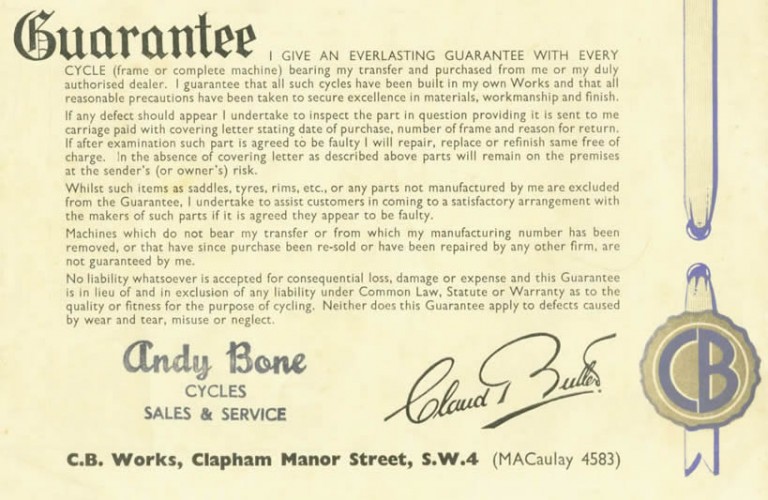 Guarantee I GIVE AN EVERLASTING GUARANTEE WITH EVERY
CYCLE (frame or complete machine) bearing my transfer and purchased from me or my duly
authorised dealer. I guarantee that all such cycles have been built in my own Works and that all
reasonable precautions have been taken to secure excellence in materials, workmanship and finish.
If any defect should appear I undertake to inspect the part in question providing it is sent to me
carriage paid with covering letter stating date of purchase, number of frame and reason for return.
If after examination such part is agreed to be faulty I will repair, replace or refinish same free of
charge. In the absence of covering letter as described above parts will remain on the premises
at the sender's (or owner's) risk.
Whilst such items as saddles, tyres, rims, etc., or any parts not manufactured by me are excluded
from the Guarantee, I undertake to assist customers in coming to a satisfactory arrangement with
the makers of such parts if it is agreed they appear to be faulty.
Machines which do not bear my transfer or from which my manufacturing number has been
removed, or that have since purchase been re-sold or have been repaired by any other firm, are
not guaranteed by me.
No liability whatsoever is accepted for consequential loss, damage or expense and this Guarantee
is in lieu of and in exclusion of any liability under Common Law, Statute or Warranty as to the
quality or fitness for the purpose of cycling. Neither does this Guarantee apply to defects caused
by wear and tear, misuse or neglect.
Andy Bone
CYCLES
SALES & SERVICE
Claud Butler
CB
C.B. Works, Clapham Manor Street, S.W.4 (MACaulay 4583)